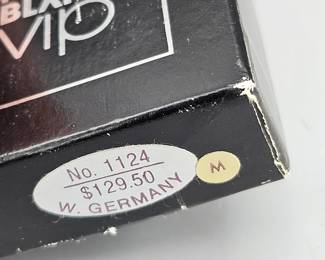 VIP
No. 1124
$129.50
W. GERMANY
M